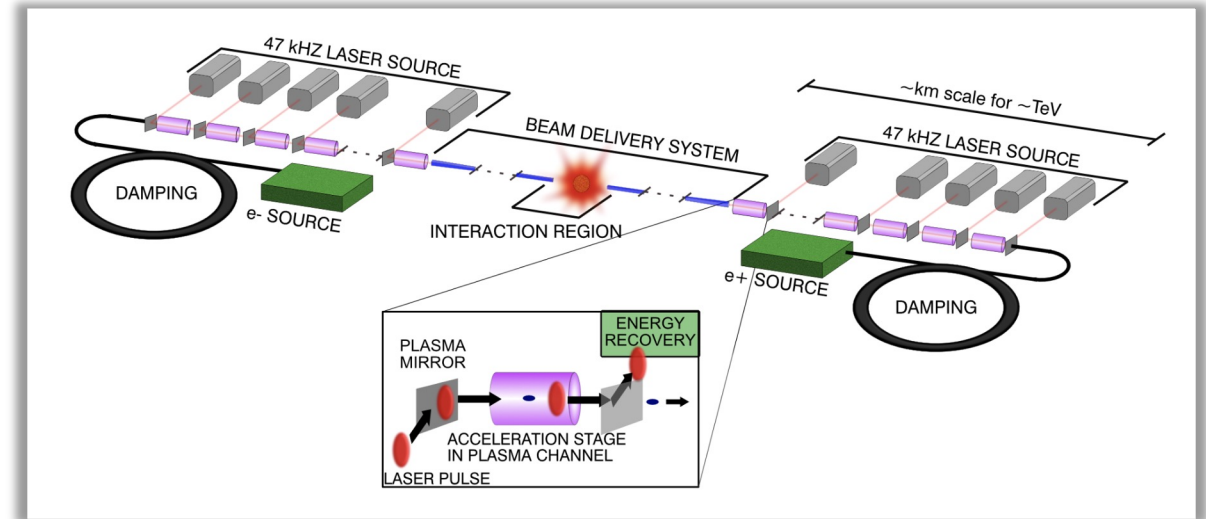 47 kHZ LASER SOURCE
~km scale for ~TeV
BEAM DELIVERY SYSTEM
47 kHZ LASER SOURCE
DAMPING
e- SOURCE
INTERACTION REGION
e+ SOURCE
DAMPING
ENERGY
RECOVERY
PLASMA
MIRROR
ACCELERATION STAGE
IN PLASMA CHANNEL
LASER PULSE